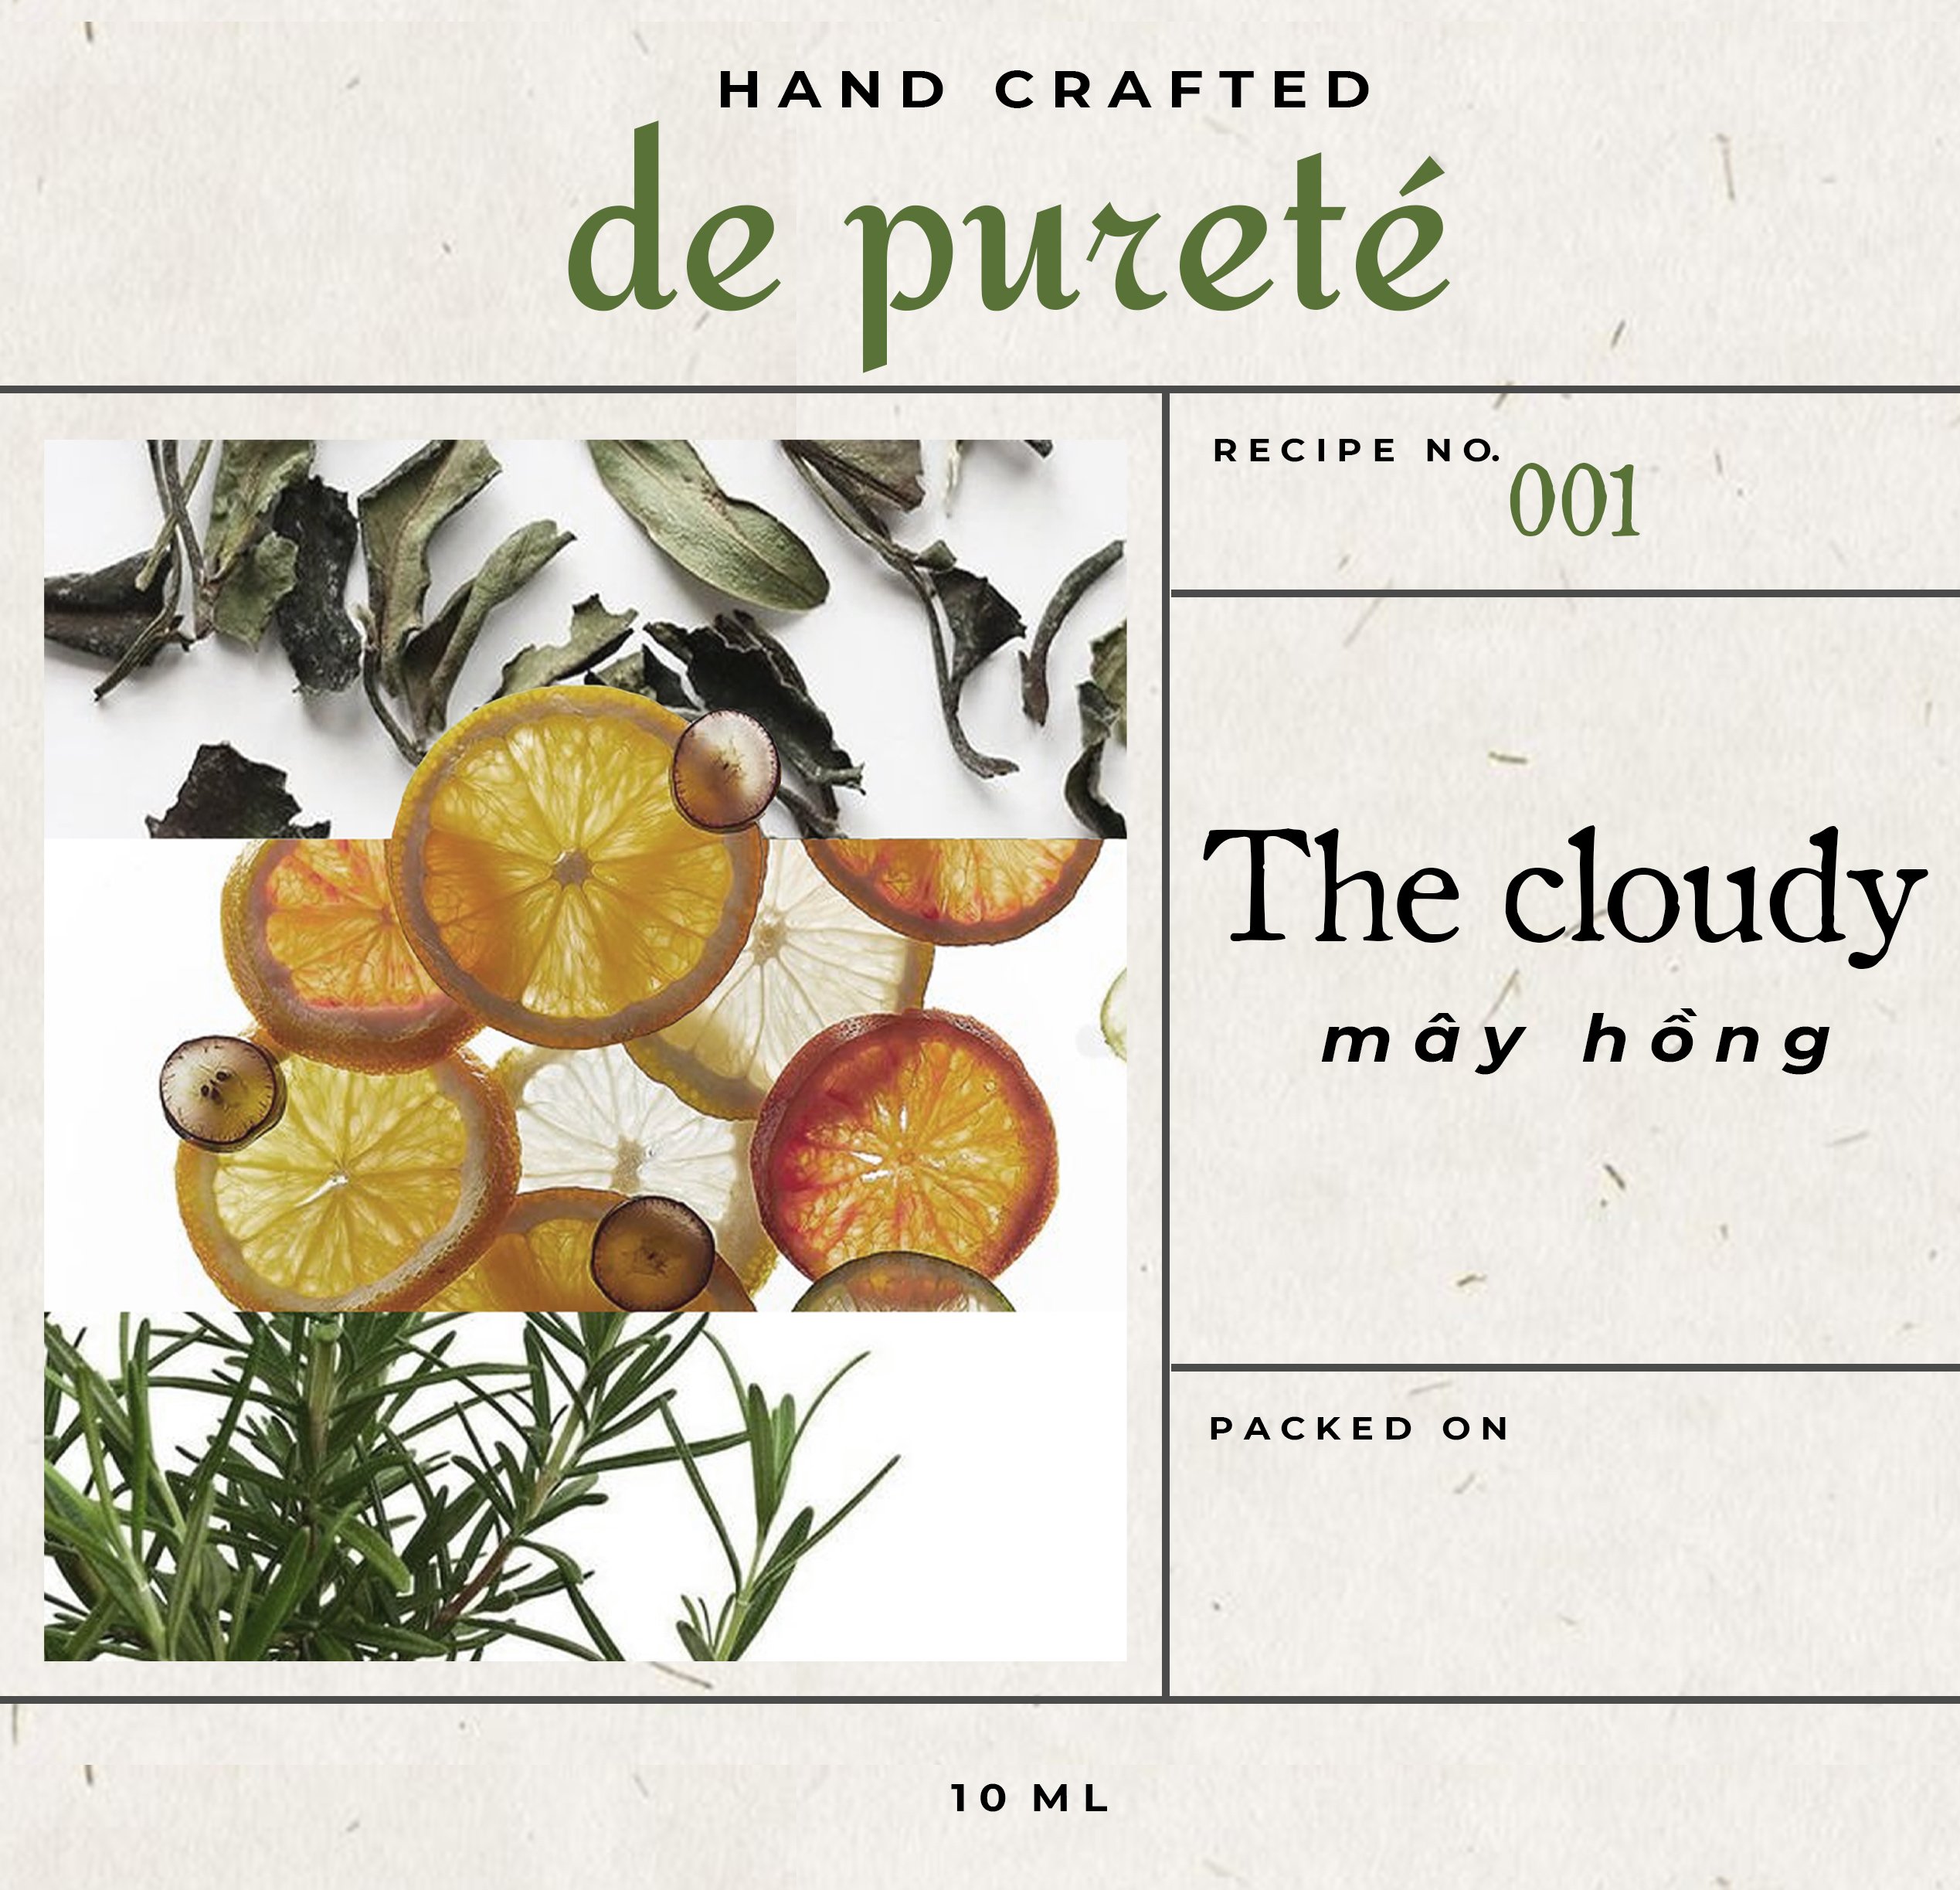 HAND CRAFTED
de pureté
RECIPE NO.
001
The cloudy
mây hồng
PACKED ON
10 ML